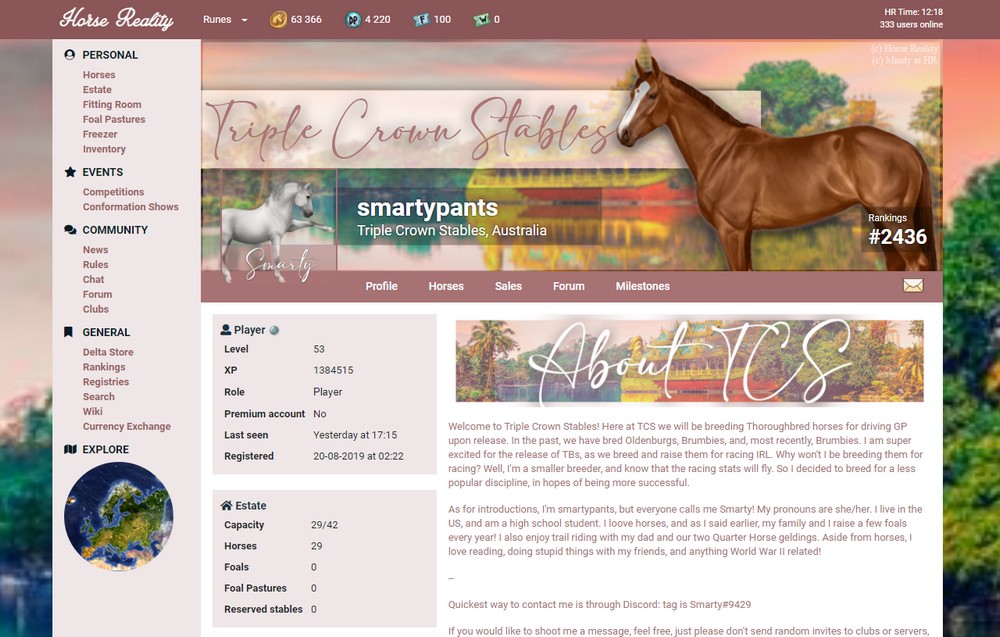 Horse Reality
Runes
63 366
4 220
100
0
HR Time: 12:18
333 users online
PERSONAL
Horses
Estate
Fitting Room
Foal Pastures
Freezer
Inventory
EVENTS
Competitions
Conformation Shows
COMMUNITY
News
Rules
Chat
Forum
Clubs
GENERAL
Delta Store
Rankings
Registries
Search
Wiki
Currency Exchange
EXPLORE
(c) Horse Reality
(c) Mindy at HR
Triple Crown Stables
Smarty
smartypants
Triple Crown Stables, Australia
Rankings
#2436
Profile Horses Sales Forum Milestones
Player
Level 53
XP 1384515
Role Player
Premium account No
Last seen Yesterday at 17:15
Registered 20-08-2019 at 02:22
Estate
Capacity 29/42
Horses 29
Foals 0
Foal Pastures 0
Reserved stables 0
About TCS
Welcome to Triple Crown Stables! Here at TCS we will be breeding Thoroughbred horses for driving GP
upon release. In the past, we have bred Oldenburgs, Brumbies, and, most recently, Brumbies. I am super
excited for the release of TBs, as we breed and raise them for racing IRL. Why won't I be breeding them for
racing? Well, I'm a smaller breeder, and know that the racing stats will fly. So I decided to breed for a less
popular discipline, in hopes of being more successful.
As for introductions, I'm smartypants, but everyone calls me Smarty! My pronouns are she/her. I live in the
US, and am a high school student. I loove horses, and as I said earlier, my family and I raise a few foals
every year! I also enjoy trail riding with my dad and our two Quarter Horse geldings. Aside from horses, I
love reading, doing stupid things with my friends, and anything World War II related!
–
Quickest way to contact me is through Discord: tag is Smarty#9429
If you would like to shoot me a message, feel free, just please don't send random invites to clubs or servers,